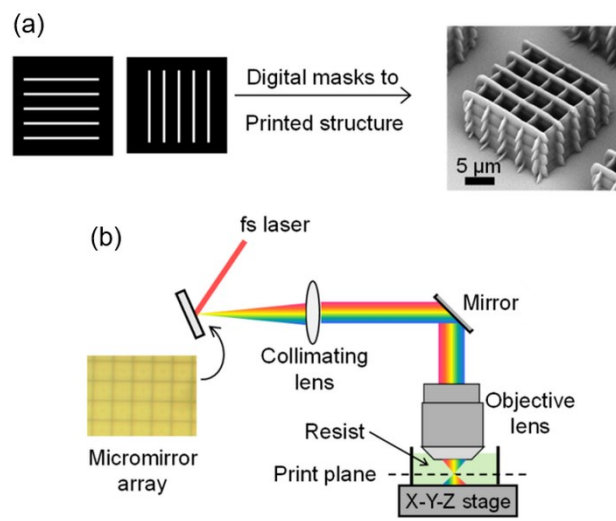 (a)
Digital masks to
Printed structure
5 µm
(b)
fs laser
Mirror
Collimating
lens
Objective
lens
Resist
Micromirror
array
Print plane
X-Y-Z stage